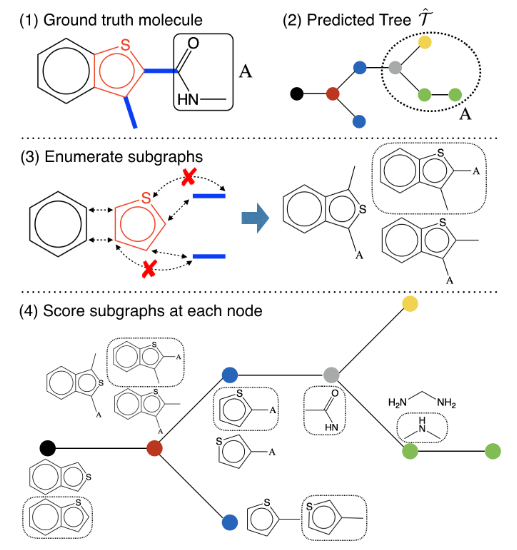 (1) Ground truth molecule
(2) Predicted Tree 𝒯̂
S
O
HN
A
A
(3) Enumerate subgraphs
S
S
A
S
A
S
A
(4) Score subgraphs at each node
S
A
S
A
S
A
S
S
S
A
S
A
O
HN
H₂N NH₂
H
N
S
S